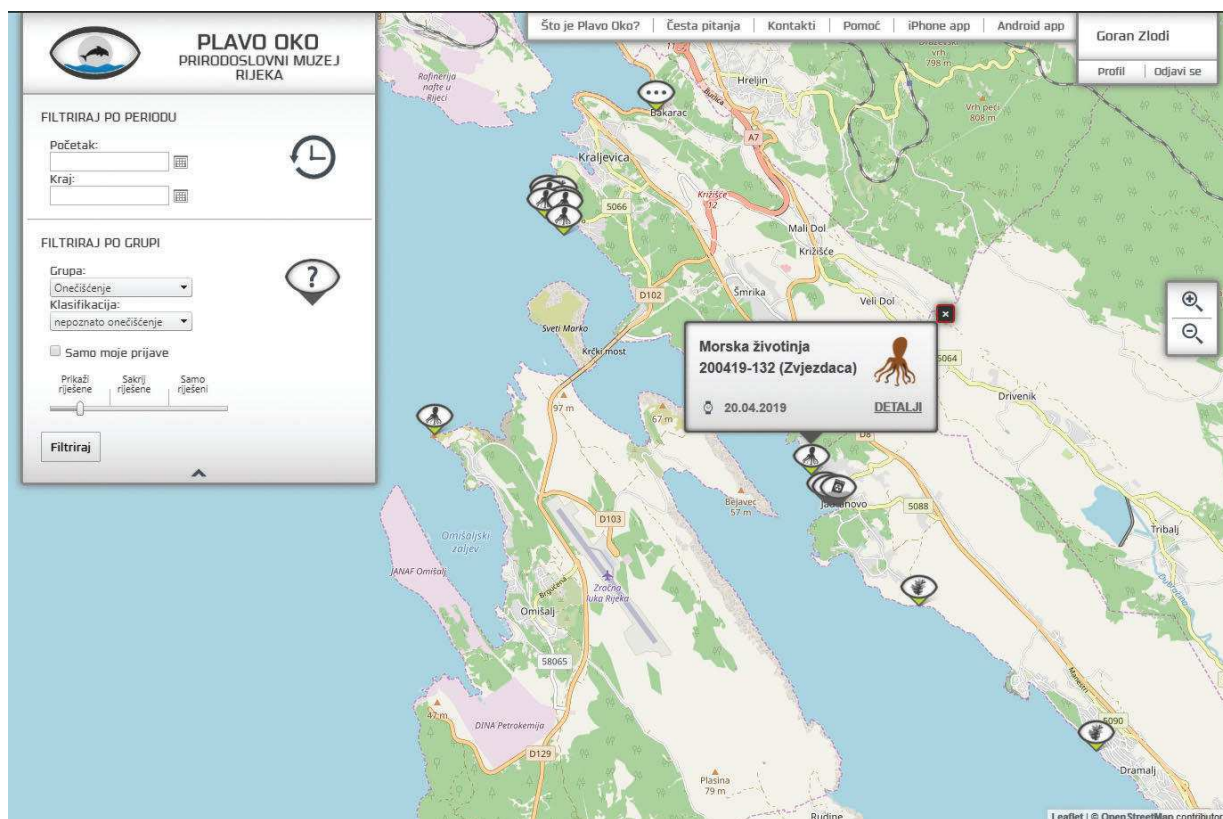 PLAVO OKO
PRIRODOSLOVNI MUZEJ
RIJEKA
Što je Plavo Oko?
Česta pitanja
Kontakti
Pomoć
iPhone app
Android app
Goran Zlodi
Profil
Odjavi se
FILTRIRAJ PO PERIODU
Početak:
Kraj:
FILTRIRAJ PO GRUPI
Grupa:
Onečišćenje
Klasifikacija:
nepoznato onečišćenje
Samo moje prijave
Prikaži riješene
Sakrij riješene
Samo riješeni
Filtriraj
Rafinerija
nafte u
Rijeci
Hreljin
798 m
Vrh peći
808 m
Bakarac
A7
Kraljevica
Križišće
12
5066
Mali Dol
Križišće
D102
Šmrika
Veli Dol
Sveti Marko
Krčki most
Morska životinja
200419-132 (Zvjezdaca)
20.04.2019
DETALJI
5064
Drivenik
97 m
67 m
D8
Bejavec
57 m
5088
D103
Tribalj
Omišaljski
zaljev
JANAF Omišalj
Zračna
luka Rijeka
Omišalj
58065
47 m
DINA Petrokemija
D129
5090
Dramalj
Plasina
79 m
Rudine
Leaflet | © OpenStreetMap contributor